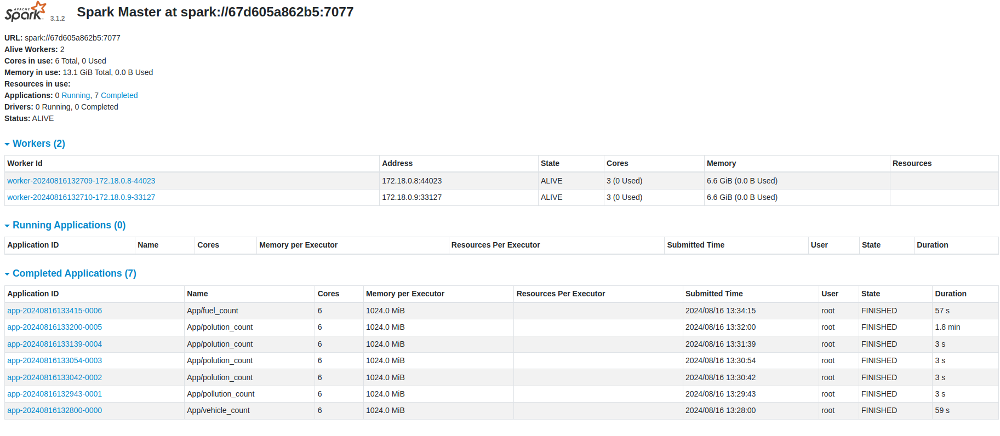 APACHE Spark 3.1.2 Spark Master at spark://67d605a862b5:7077
URL: spark://67d605a862b5:7077
Alive Workers: 2
Cores in use: 6 Total, 0 Used
Memory in use: 13.1 GiB Total, 0.0 B Used
Resources in use:
Applications: 0 Running, 7 Completed
Drivers: 0 Running, 0 Completed
Status: ALIVE
Workers (2)
Worker Id Address State Cores Memory Resources
worker-20240816132709-172.18.0.8-44023 172.18.0.8:44023 ALIVE 3 (0 Used) 6.6 GiB (0.0 B Used)
worker-20240816132710-172.18.0.9-33127 172.18.0.9:33127 ALIVE 3 (0 Used) 6.6 GiB (0.0 B Used)
Running Applications (0)
Application ID Name Cores Memory per Executor Resources Per Executor Submitted Time User State Duration
Completed Applications (7)
Application ID Name Cores Memory per Executor Resources Per Executor Submitted Time User State Duration
app-20240816133415-0006 App/fuel_count 6 1024.0 MiB 2024/08/16 13:34:15 root FINISHED 57 s
app-20240816133200-0005 App/polution_count 6 1024.0 MiB 2024/08/16 13:32:00 root FINISHED 1.8 min
app-20240816133139-0004 App/polution_count 6 1024.0 MiB 2024/08/16 13:31:39 root FINISHED 3 s
app-20240816133054-0003 App/polution_count 6 1024.0 MiB 2024/08/16 13:30:54 root FINISHED 3 s
app-20240816133042-0002 App/polution_count 6 1024.0 MiB 2024/08/16 13:30:42 root FINISHED 3 s
app-20240816132943-0001 App/pollution_count 6 1024.0 MiB 2024/08/16 13:29:43 root FINISHED 3 s
app-20240816132800-0000 App/vehicle_count 6 1024.0 MiB 2024/08/16 13:28:00 root FINISHED 59 s